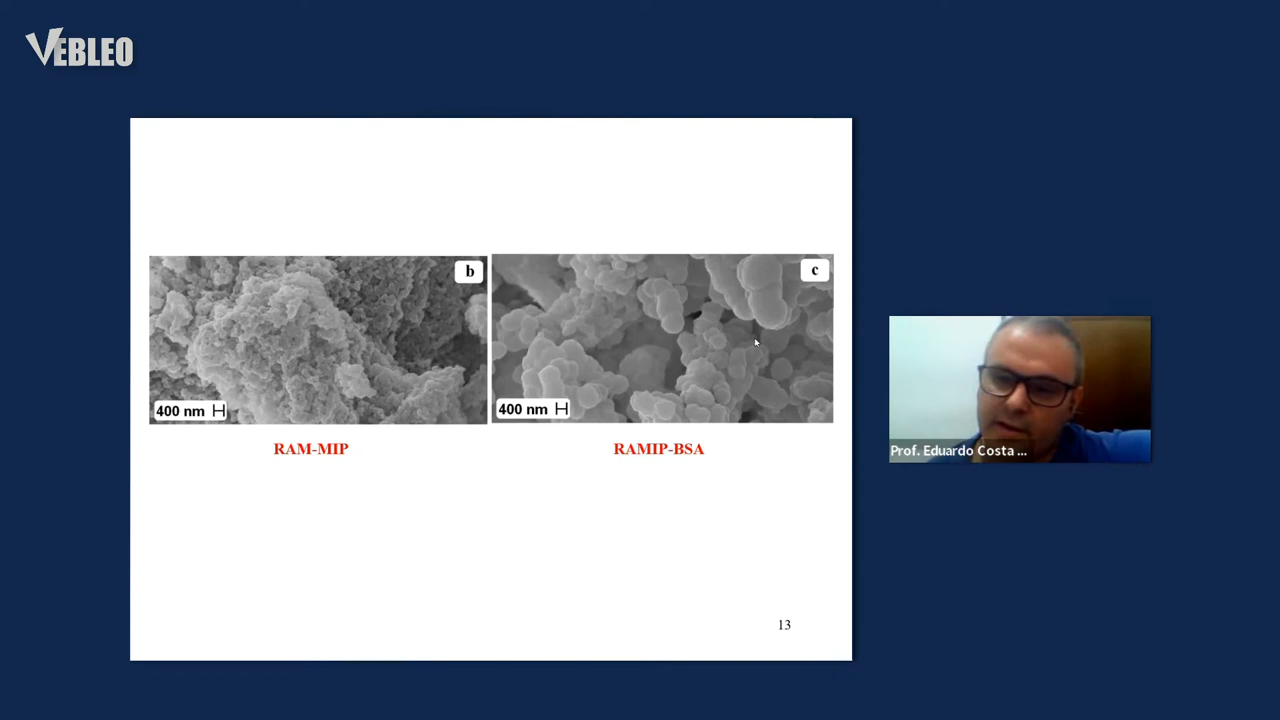 VEBLEO
b
c
400 nm
400 nm
RAM-MIP
RAMIP-BSA
Prof. Eduardo Costa ...
13